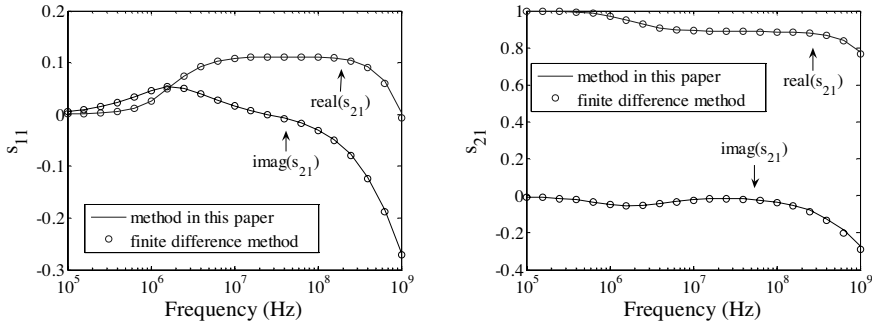 0.2
0.1
0
-0.1
-0.2
-0.3
s11
real(s21)
imag(s21)
method in this paper
finite difference method
10^5 10^6 10^7 10^8 10^9
Frequency (Hz)
1
0.8
0.6
0.4
0.2
0
-0.2
-0.4
s21
method in this paper
finite difference method
real(s21)
imag(s21)
10^5 10^6 10^7 10^8 10^9
Frequency (Hz)